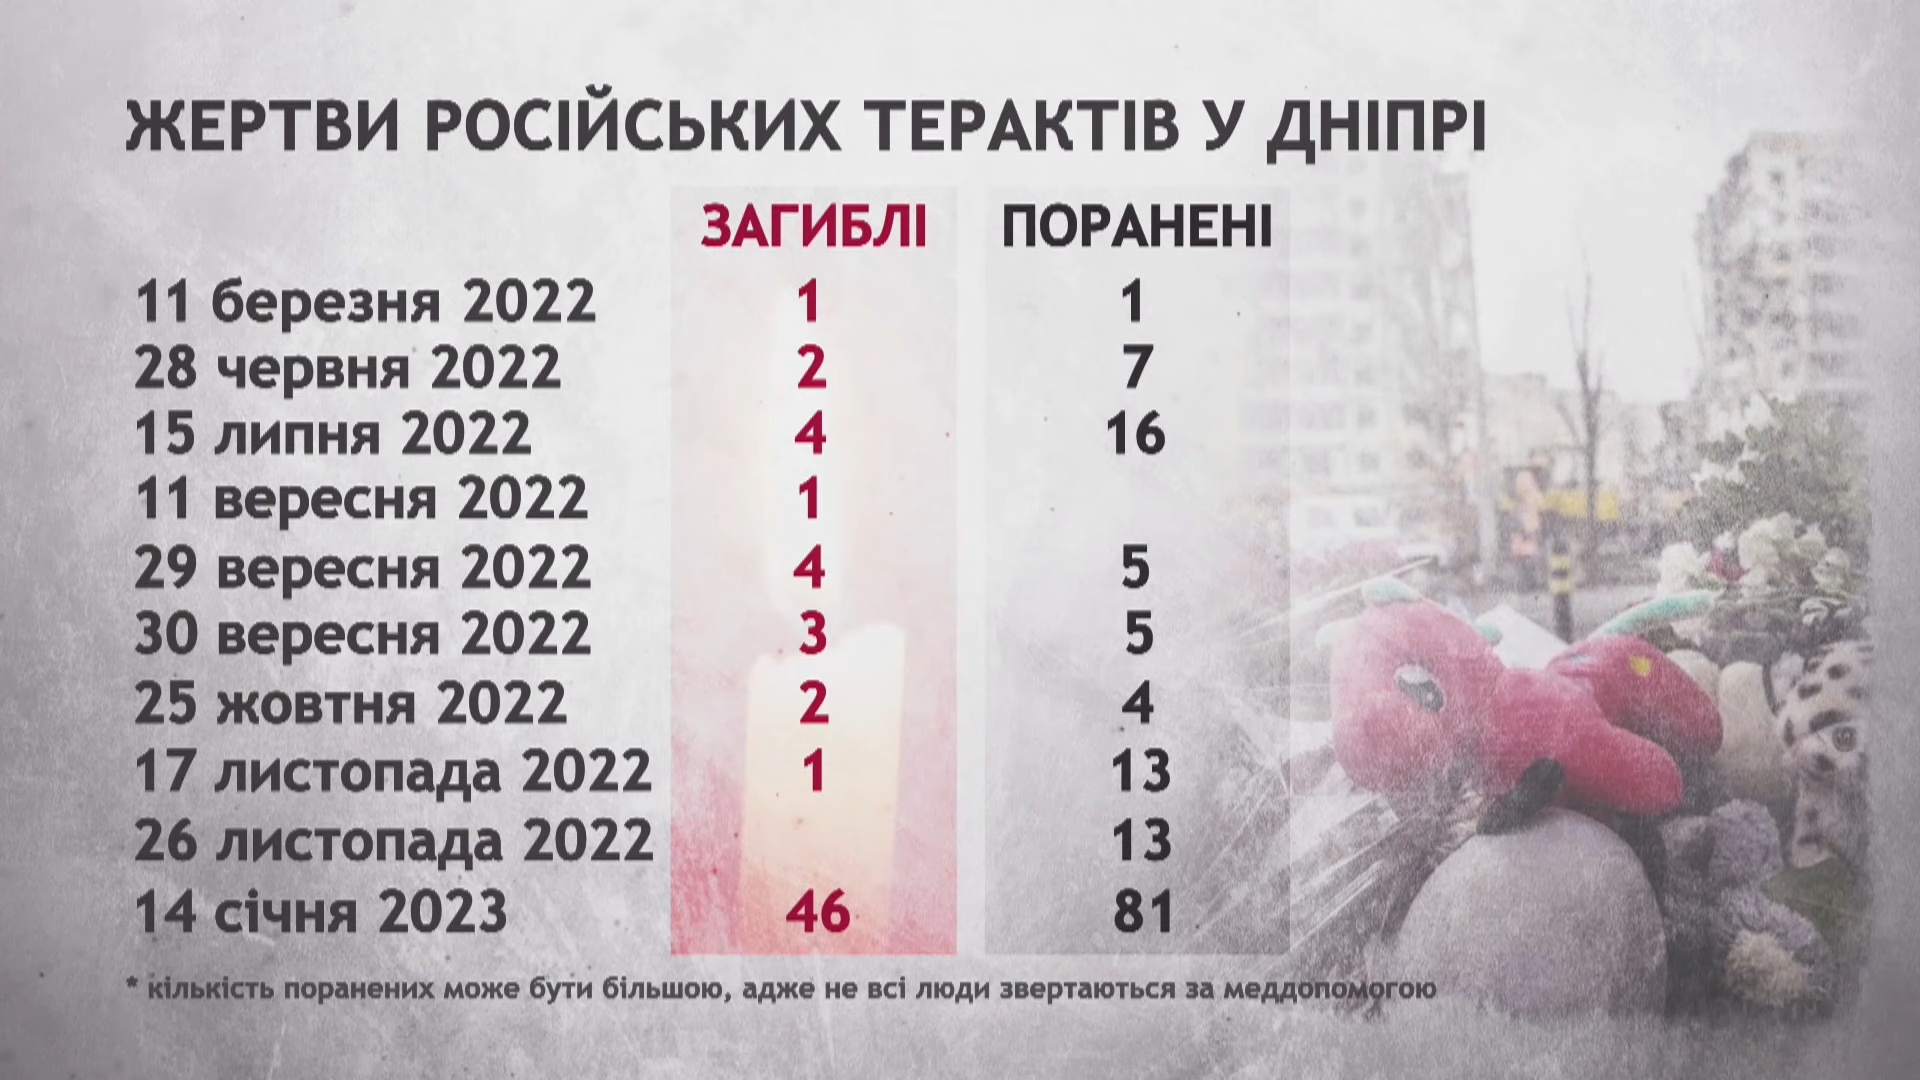 ЖЕРТВИ РОСІЙСЬКИХ ТЕРАКТІВ У ДНІПРІ
ЗАГИБЛІ ПОРАНЕНІ
11 березня 2022 1 1
28 червня 2022 2 7
15 липня 2022 4 16
11 вересня 2022 1
29 вересня 2022 4 5
30 вересня 2022 3 5
25 жовтня 2022 2 4
17 листопада 2022 1 13
26 листопада 2022 13
14 січня 2023 46 81
* кількість поранених може бути більшою, адже не всі люди звертаються за меддопомогою